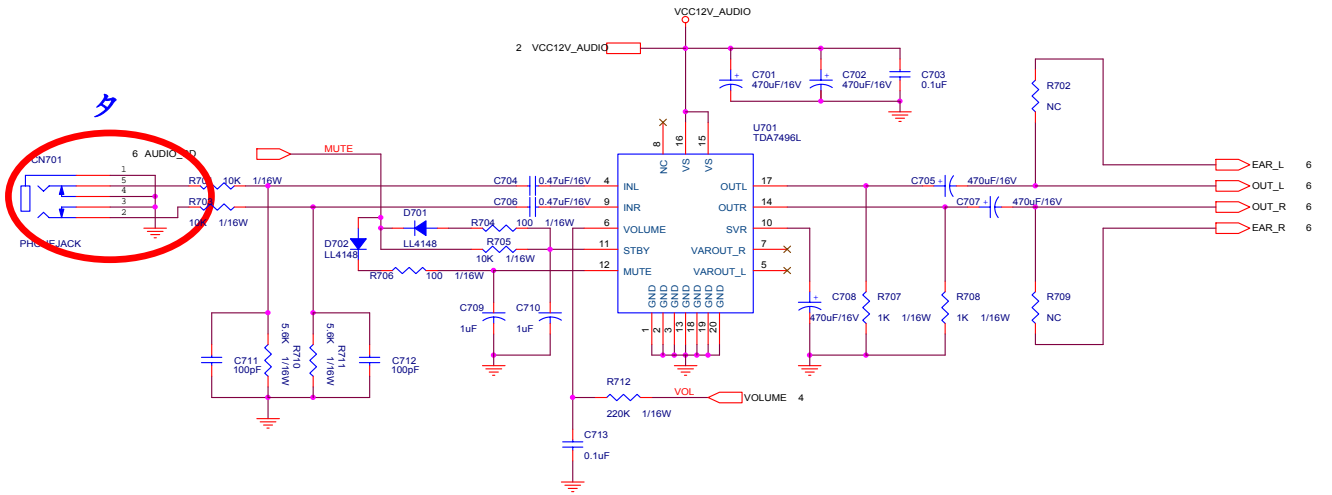 VCC12V_AUDIO
2 VCC12V_AUDIO
C701
470uF/16V
C702
470uF/16V
C703
0.1uF
R702
NC
タ
U701
TDA7496L
CN701
6
MUTE
1
5
4
3
2
10K 1/16W
10K 1/16W
PHONEJACK
C704 0.47uF/16V
C706 0.47uF/16V
D701
LL4148
R704
100 1/16W
D702
LL4148
R705
10K 1/16W
R706 100 1/16W
8 NC
16 VS
15 VS
4 INL
9 INR
6 VOLUME
11 STBY
12 MUTE
OUTL 17
OUTR 14
SVR 10
VAROUT_R 7
VAROUT_L 5
GND GND GND GND GND GND GND
1 2 3 13 18 19 20
C705 470uF/16V
C707 470uF/16V
EAR_L 6
OUT_L 6
OUT_R 6
EAR_R 6
C709
1uF
C710
1uF
C708
470uF/16V
R707
1K 1/16W
R708
1K 1/16W
R709
NC
C711
100pF
R710
5.6K 1/16W
R711
5.6K 1/16W
C712
100pF
R712
220K 1/16W
VOL
VOLUME 4
C713
0.1uF